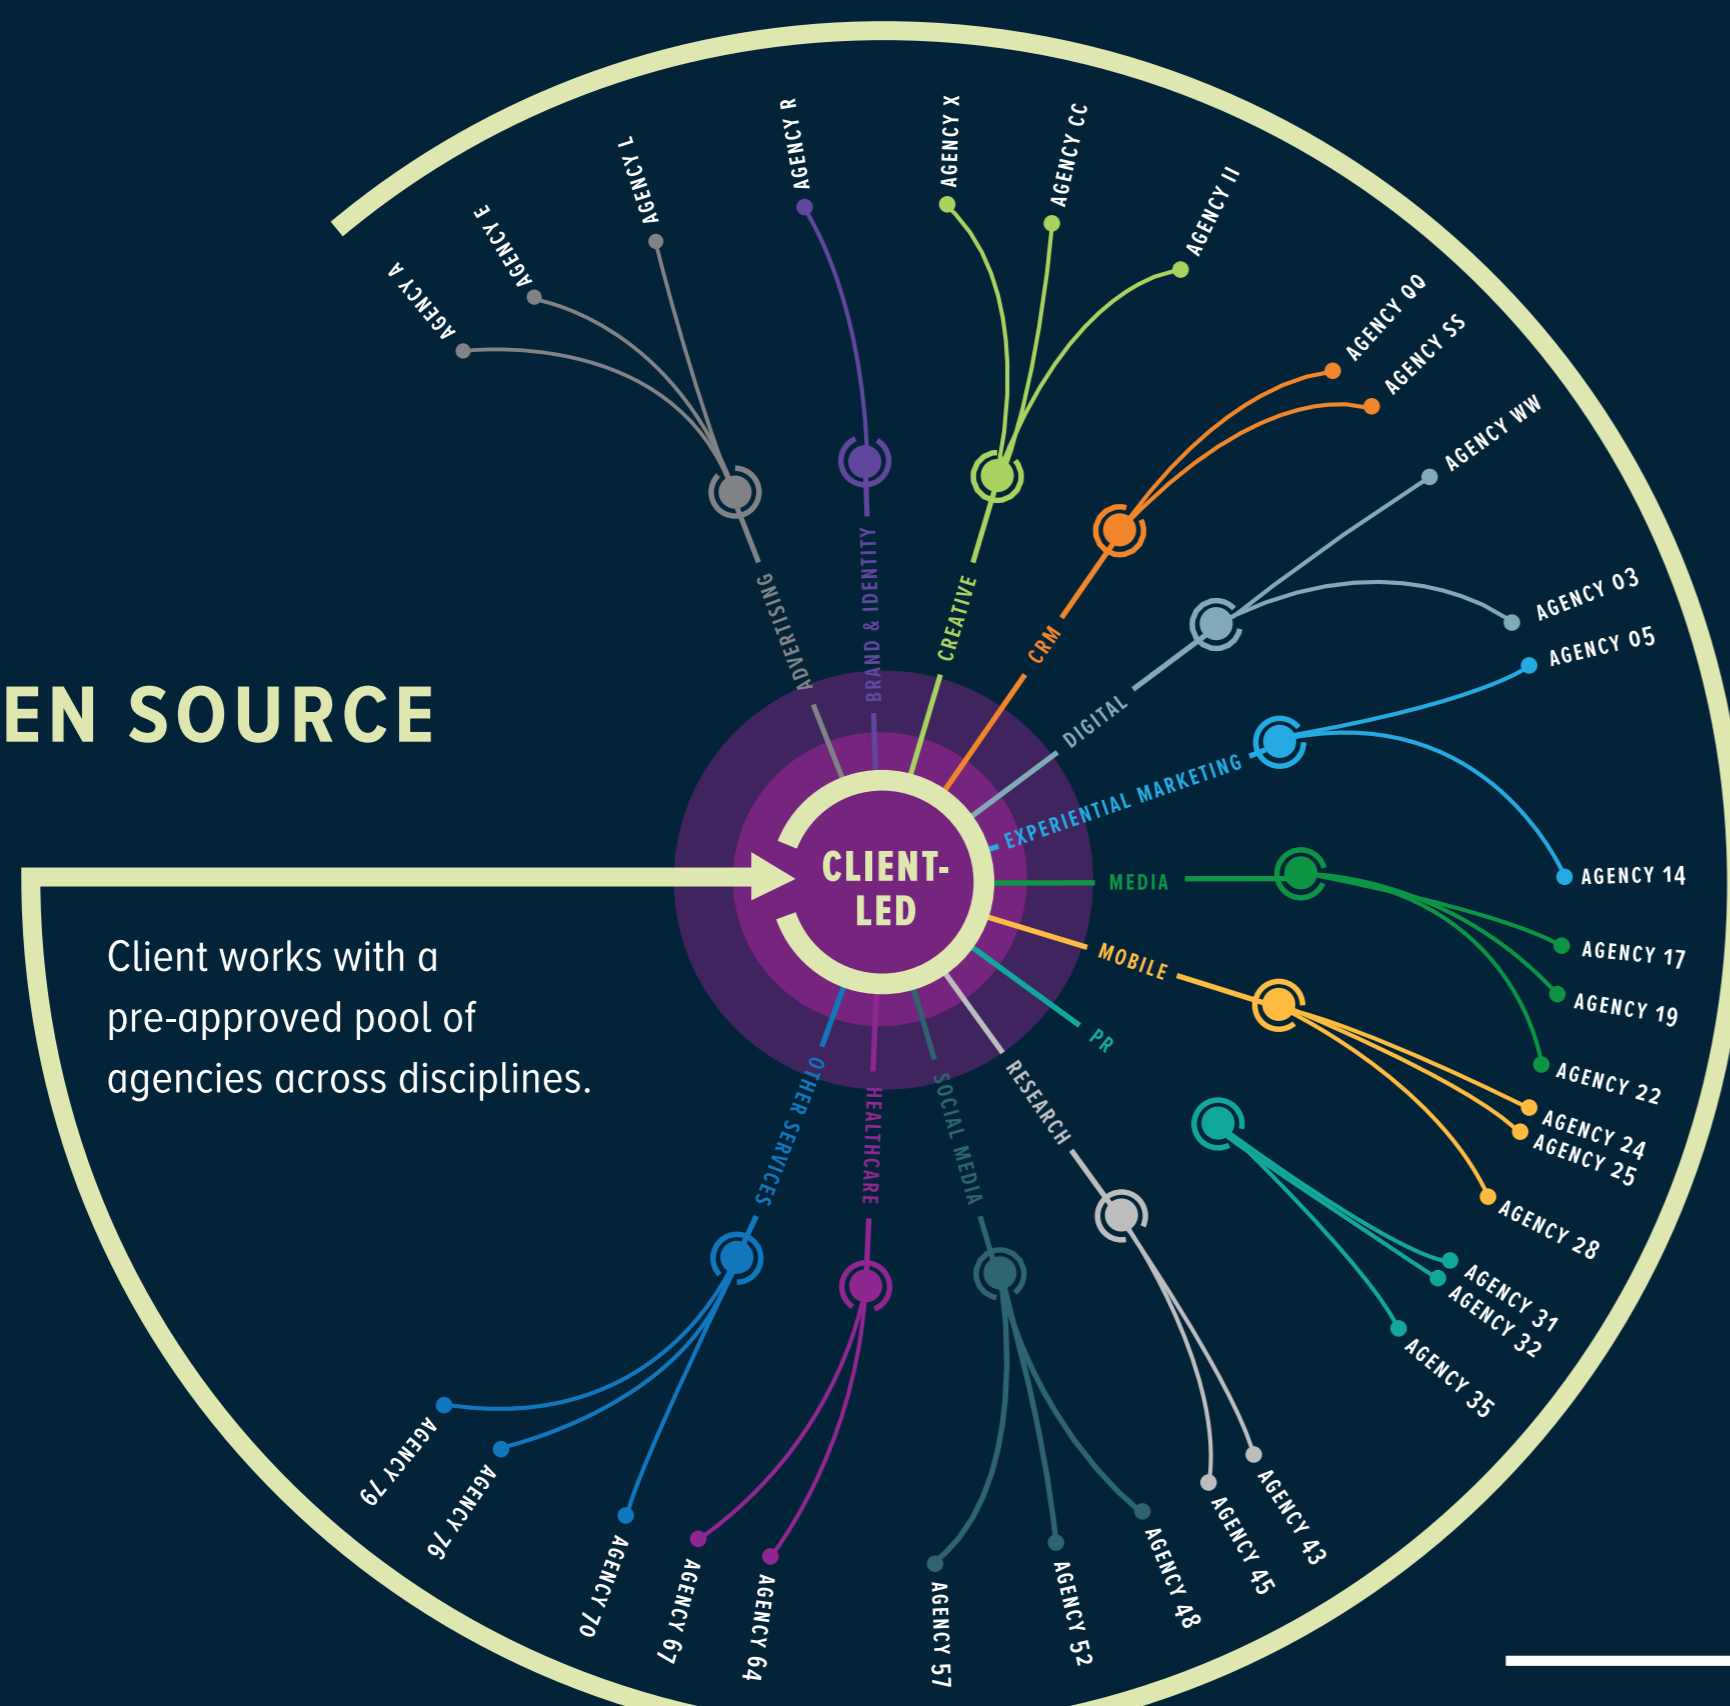 EN SOURCE
CLIENT-
LED
Client works with a
pre-approved pool of
agencies across disciplines.
ADVERTISING
AGENCY A
AGENCY E
AGENCY L
BRAND & IDENTITY
AGENCY R
CREATIVE
AGENCY X
AGENCY CC
AGENCY II
CRM
AGENCY QQ
AGENCY SS
DIGITAL
AGENCY WW
AGENCY 03
EXPERIENTIAL MARKETING
AGENCY 05
AGENCY 14
MEDIA
AGENCY 17
AGENCY 19
AGENCY 22
MOBILE
AGENCY 24
AGENCY 25
AGENCY 28
PR
AGENCY 31
AGENCY 32
AGENCY 35
RESEARCH
AGENCY 43
AGENCY 45
SOCIAL MEDIA
AGENCY 48
AGENCY 52
AGENCY 57
HEALTHCARE
AGENCY 64
AGENCY 67
OTHER SERVICES
AGENCY 70
AGENCY 76
AGENCY 79